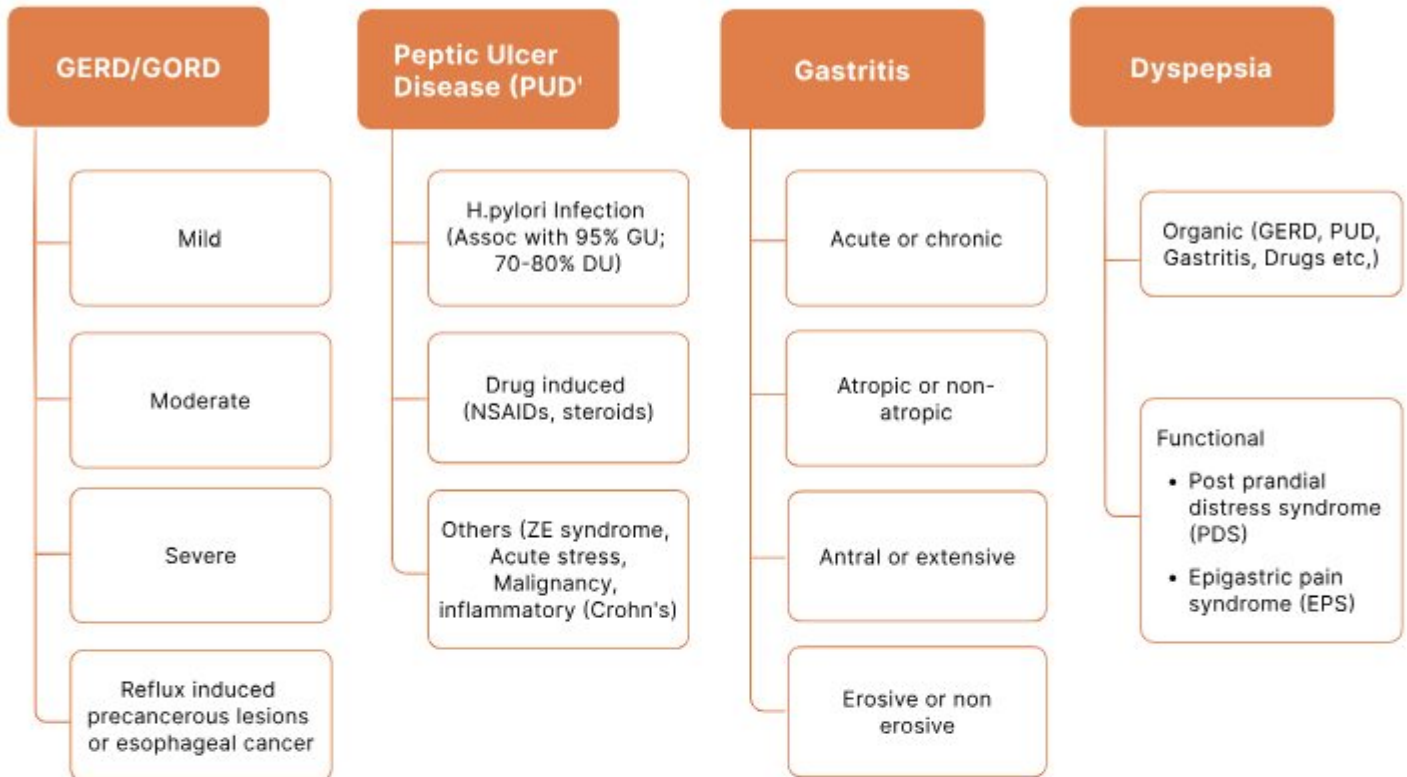 GERD/GORD
Mild
Moderate
Severe
Reflux induced
precancerous lesions
or esophageal cancer
Peptic Ulcer
Disease (PUD'
H.pylori Infection
(Assoc with 95% GU;
70-80% DU)
Drug induced
(NSAIDs, steroids)
Others (ZE syndrome,
Acute stress,
Malignancy,
inflammatory (Crohn's)
Gastritis
Acute or chronic
Atropic or non-
atropic
Antral or extensive
Erosive or non
erosive
Dyspepsia
Organic (GERD, PUD,
Gastritis, Drugs etc,)
Functional
• Post prandial
distress syndrome
(PDS)
• Epigastric pain
syndrome (EPS)